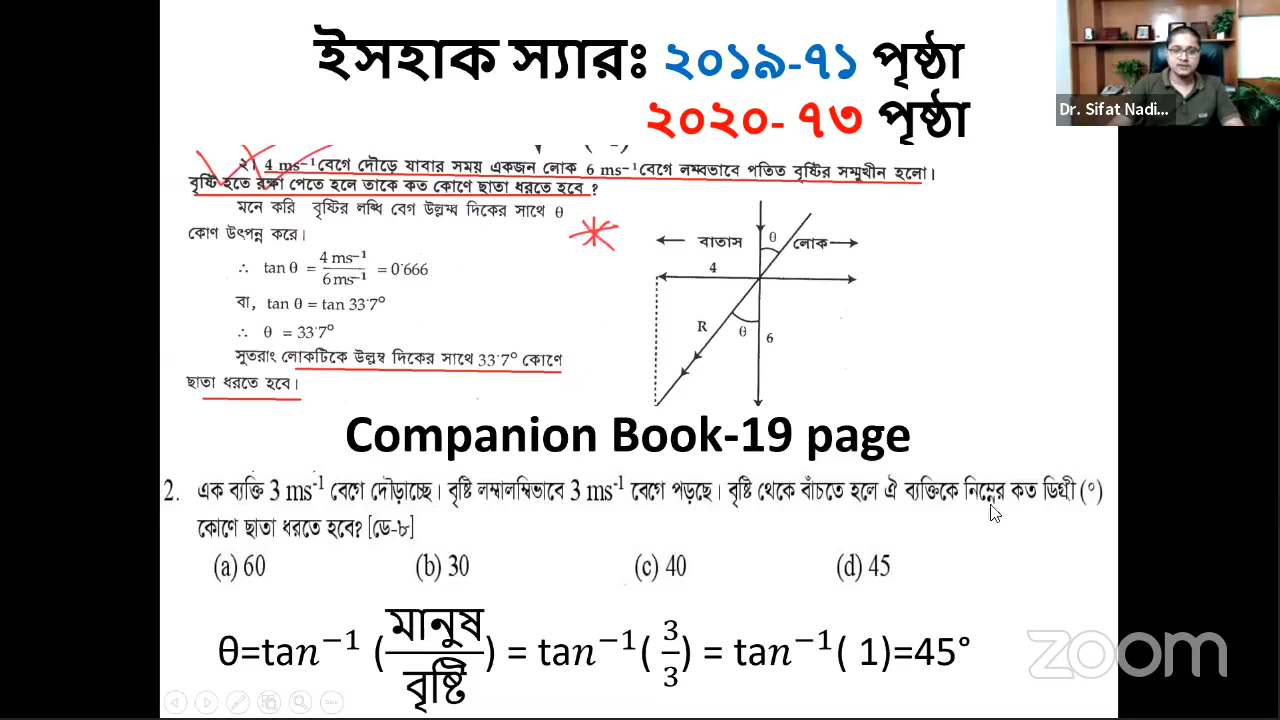 ইসহাক স্যারঃ ২০১৯-৭১ পৃষ্ঠা
২০২০- ৭৩ পৃষ্ঠা
Dr. Sifat Nadi...
২। 4 ms⁻¹ বেগে দৌড়ে যাবার সময় একজন লোক 6 ms⁻¹ বেগে লম্বভাবে পতিত বৃষ্টির সম্মুখীন হলো।
বৃষ্টি হতে রক্ষা পেতে হলে তাকে কত কোণে ছাতা ধরতে হবে ?
মনে করি বৃষ্টির লব্ধি বেগ উল্লম্ব দিকের সাথে θ
কোণ উৎপন্ন করে।
∴ tan θ = 4 ms⁻¹ / 6 ms⁻¹ = 0·666
বা, tan θ = tan 33·7°
∴ θ = 33·7°
সুতরাং লোকটিকে উল্লম্ব দিকের সাথে 33·7° কোণে
ছাতা ধরতে হবে।
θ
বাতাস
লোক
4
R
θ
6
Companion Book-19 page
2. এক ব্যক্তি 3 ms⁻¹ বেগে দৌড়াচ্ছে। বৃষ্টি লম্বালম্বিভাবে 3 ms⁻¹ বেগে পড়ছে। বৃষ্টি থেকে বাঁচতে হলে ঐ ব্যক্তিকে নিম্নের কত ডিগ্রী (°)
কোণে ছাতা ধরতে হবে? [ডে-৮]
(a) 60 (b) 30 (c) 40 (d) 45
θ=tan⁻¹ (মানুষ/বৃষ্টি) = tan⁻¹( 3/3) = tan⁻¹( 1)=45°
zoom